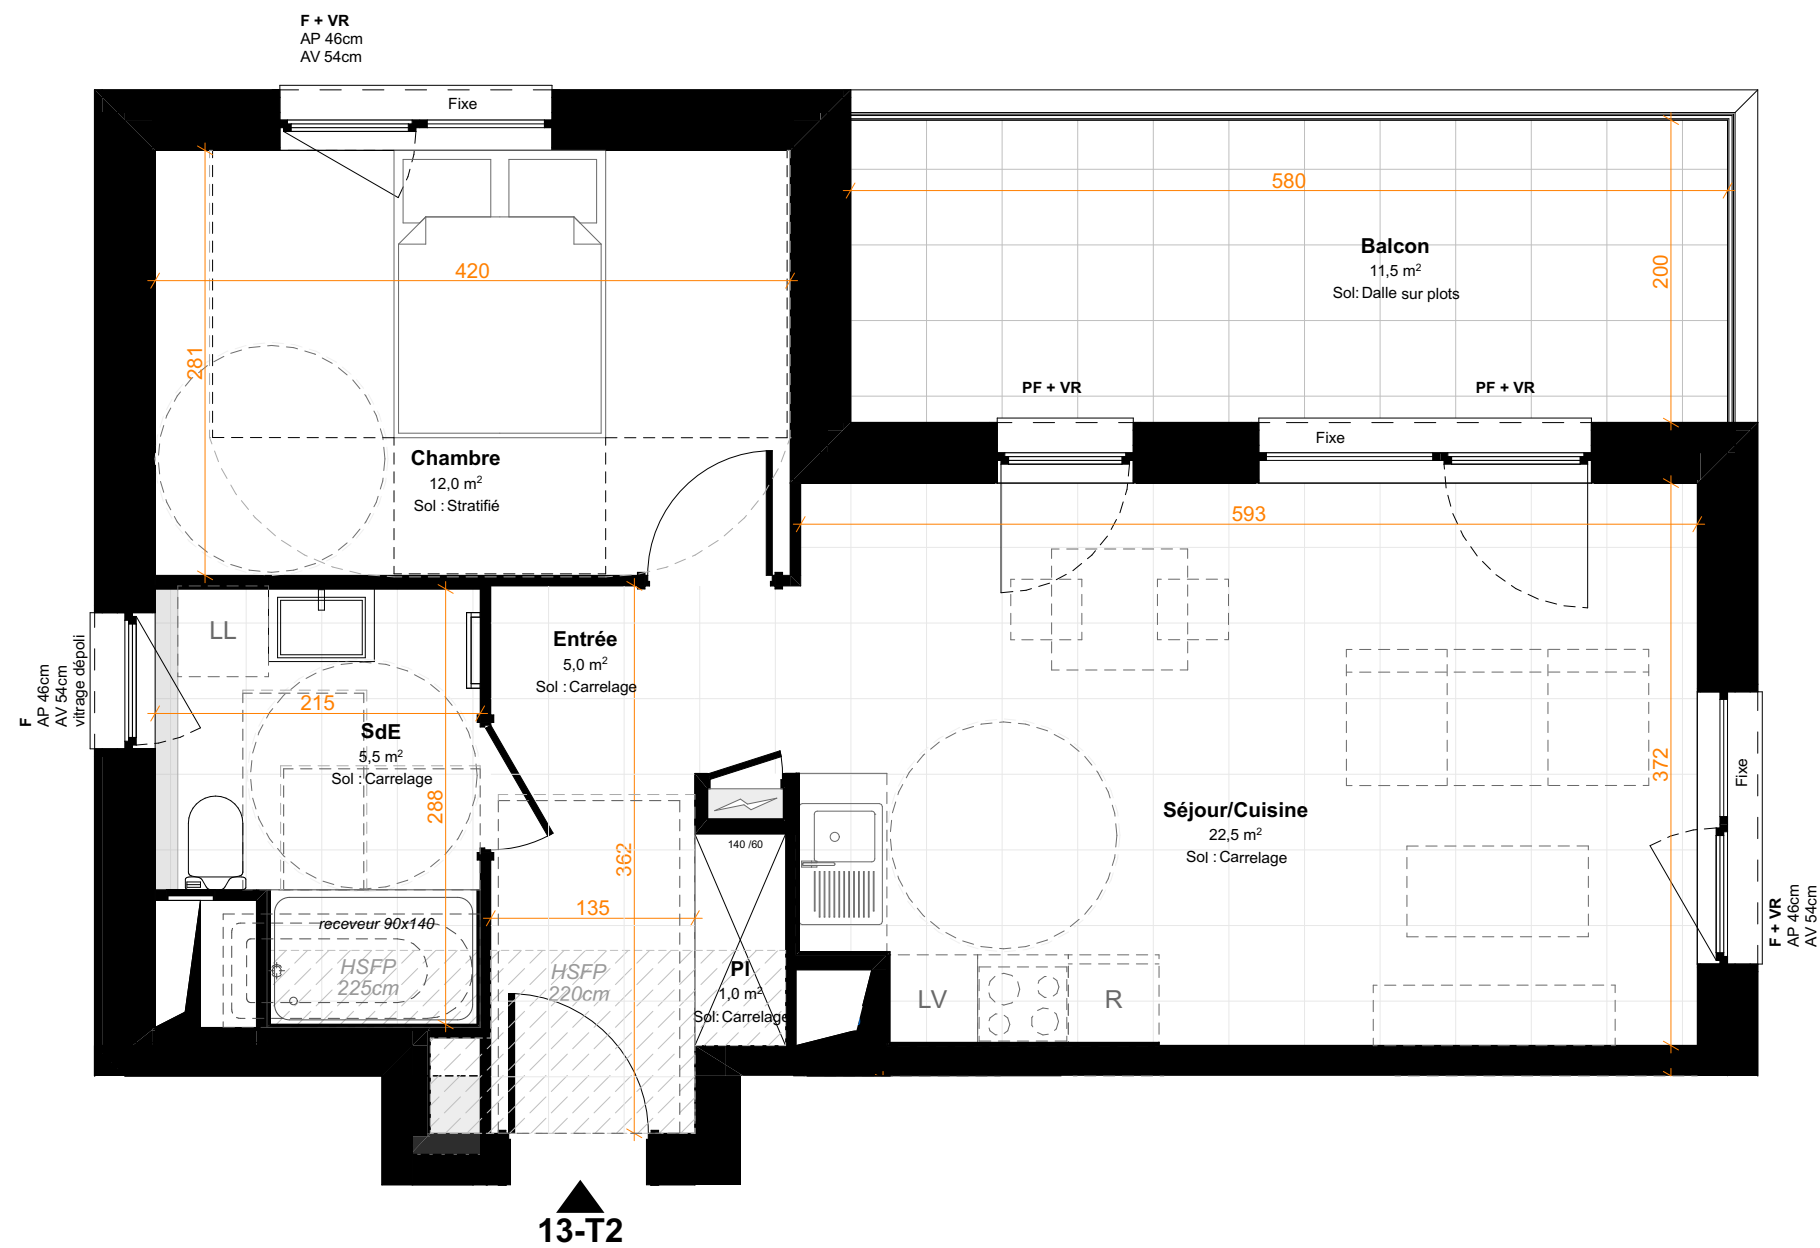 F + VR
AP 46cm
AV 54cm
Fixe
580
Balcon
11,5 m²
Sol: Dalle sur plots
200
420
281
PF + VR
PF + VR
Fixe
Chambre
12,0 m²
Sol : Stratifié
593
LL
Entrée
5,0 m²
Sol : Carrelage
F
AP 46cm
AV 54cm
vitrage dépoli
215
SdE
5,5 m²
Sol : Carrelage
288
362
372
Fixe
Séjour/Cuisine
22,5 m²
Sol : Carrelage
140 /60
135
receveur 90x140
HSFP
225cm
HSFP
220cm
Pl
1,0 m²
Sol: Carrelage
LV
R
F + VR
AP 46cm
AV 54cm
13-T2